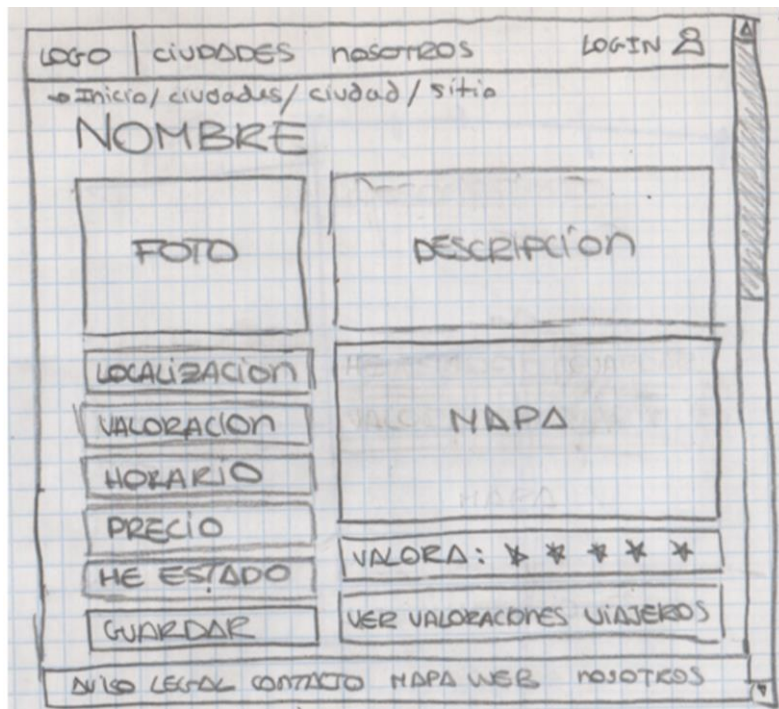 LOGO CIUDADES NOSOTROS LOGIN
Inicio/ ciudades/ ciudad/ sitio
NOMBRE
FOTO
DESCRIPCION
LOCALIZACION
VALORACION
HORARIO
PRECIO
HE ESTADO
GUARDAR
MAPA
VALORA: ★ ★ ★ ★ ★
VER VALORACONES VIAJEROS
AVISO LEGAL CONTACTO MAPA WEB NOSOTROS